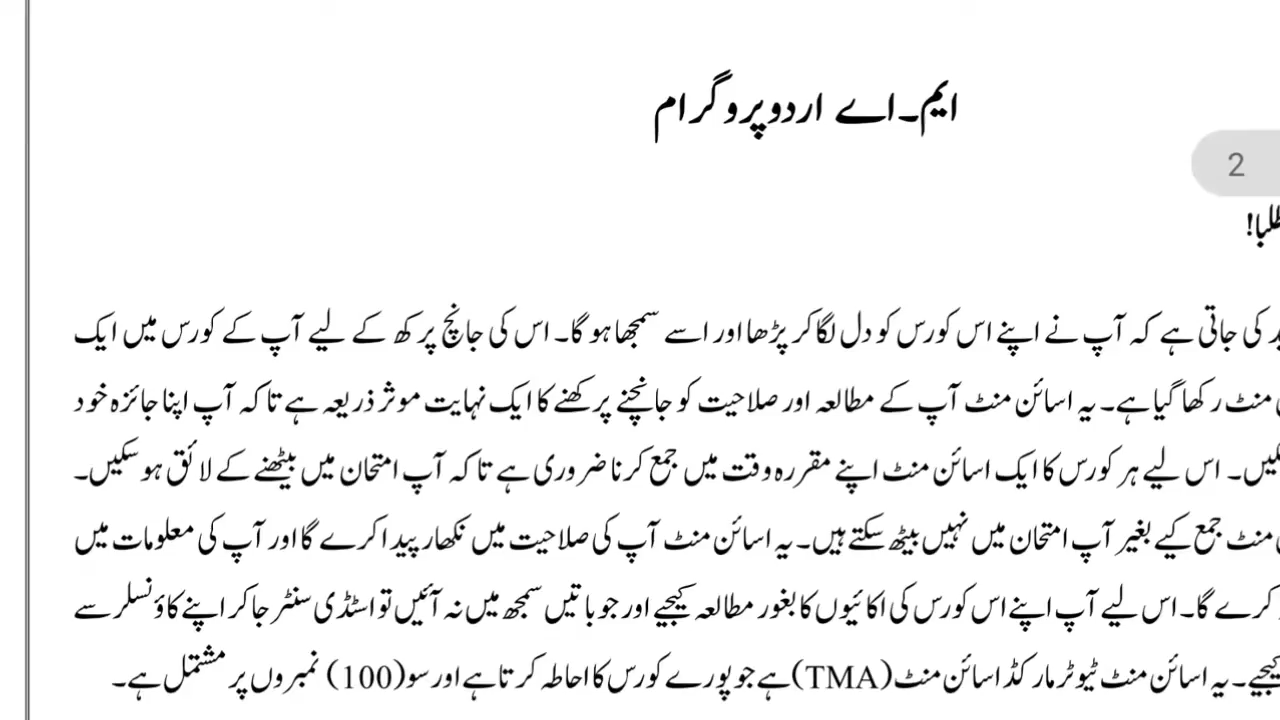 ایم۔اے اردو پروگرام
2
کی جاتی ہے کہ آپ نے اپنے اس کورس کو دل لگا کر پڑھا اور اسے سمجھا ہو گا۔ اس کی جانچ پرکھ کے لیے آپ کے کورس میں ایک
منٹ رکھا گیا ہے۔ یہ اسائن منٹ آپ کے مطالعہ اور صلاحیت کو جانچنے پرکھنے کا ایک نہایت موثر ذریعہ ہے تاکہ آپ اپنا جائزہ خود
اس لیے ہر کورس کا ایک اسائن منٹ اپنے مقررہ وقت میں جمع کرنا ضروری ہے تاکہ آپ امتحان میں بیٹھنے کے لائق ہو سکیں۔
منٹ جمع کیے بغیر آپ امتحان میں نہیں بیٹھ سکتے ہیں۔ یہ اسائن منٹ آپ کی صلاحیت میں نکھار پیدا کرے گا اور آپ کی معلومات میں
کرے گا۔ اس لیے آپ اپنے اس کورس کی اکائیوں کا بغور مطالعہ کیجیے اور جو باتیں سمجھ میں نہ آئیں تو اسٹڈی سنٹر جا کر اپنے کاؤنسلر سے
کیجیے۔ یہ اسائن منٹ ٹیوٹر مارکڈ اسائن منٹ (TMA) ہے جو پورے کورس کا احاطہ کرتا ہے اور سو (100) نمبروں پر مشتمل ہے۔